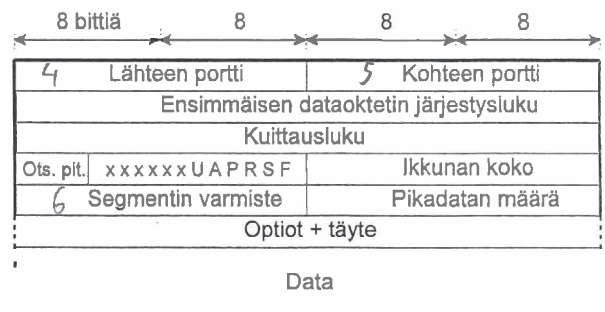 8 bittiä 8 8 8
4 Lähteen portti 5 Kohteen portti
Ensimmäisen dataoktetin järjestysluku
Kuittausluku
Ots. pit. x x x x x x U A P R S F Ikkunan koko
6 Segmentin varmiste Pikadatan määrä
Optiot + täyte
Data